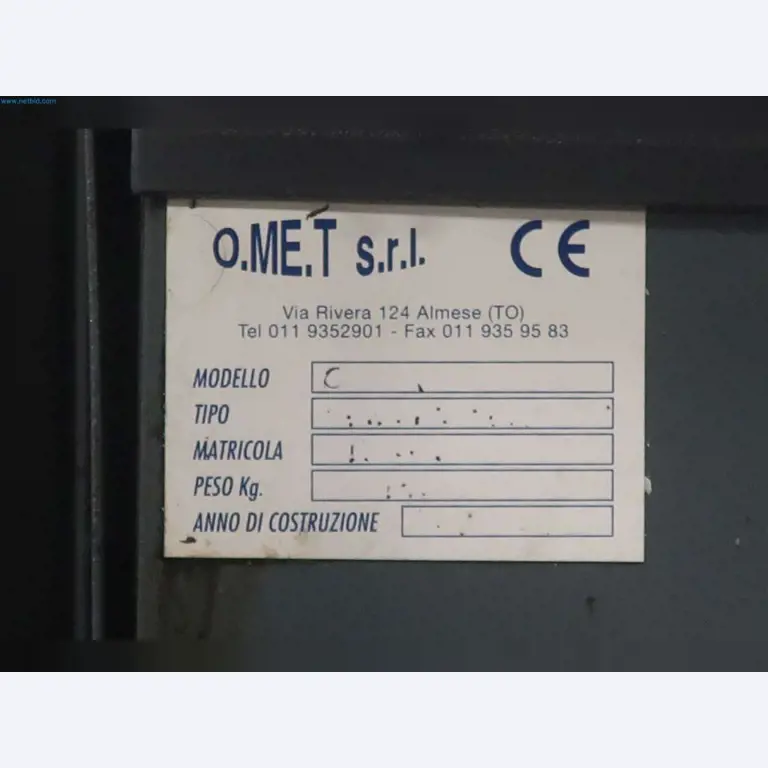 www.netbid.com
O.ME.T s.r.l. CE
Via Rivera 124 Almese (TO)
Tel 011 9352901 - Fax 011 935 95 83
MODELLO C
TIPO
MATRICOLA
PESO Kg.
ANNO DI COSTRUZIONE